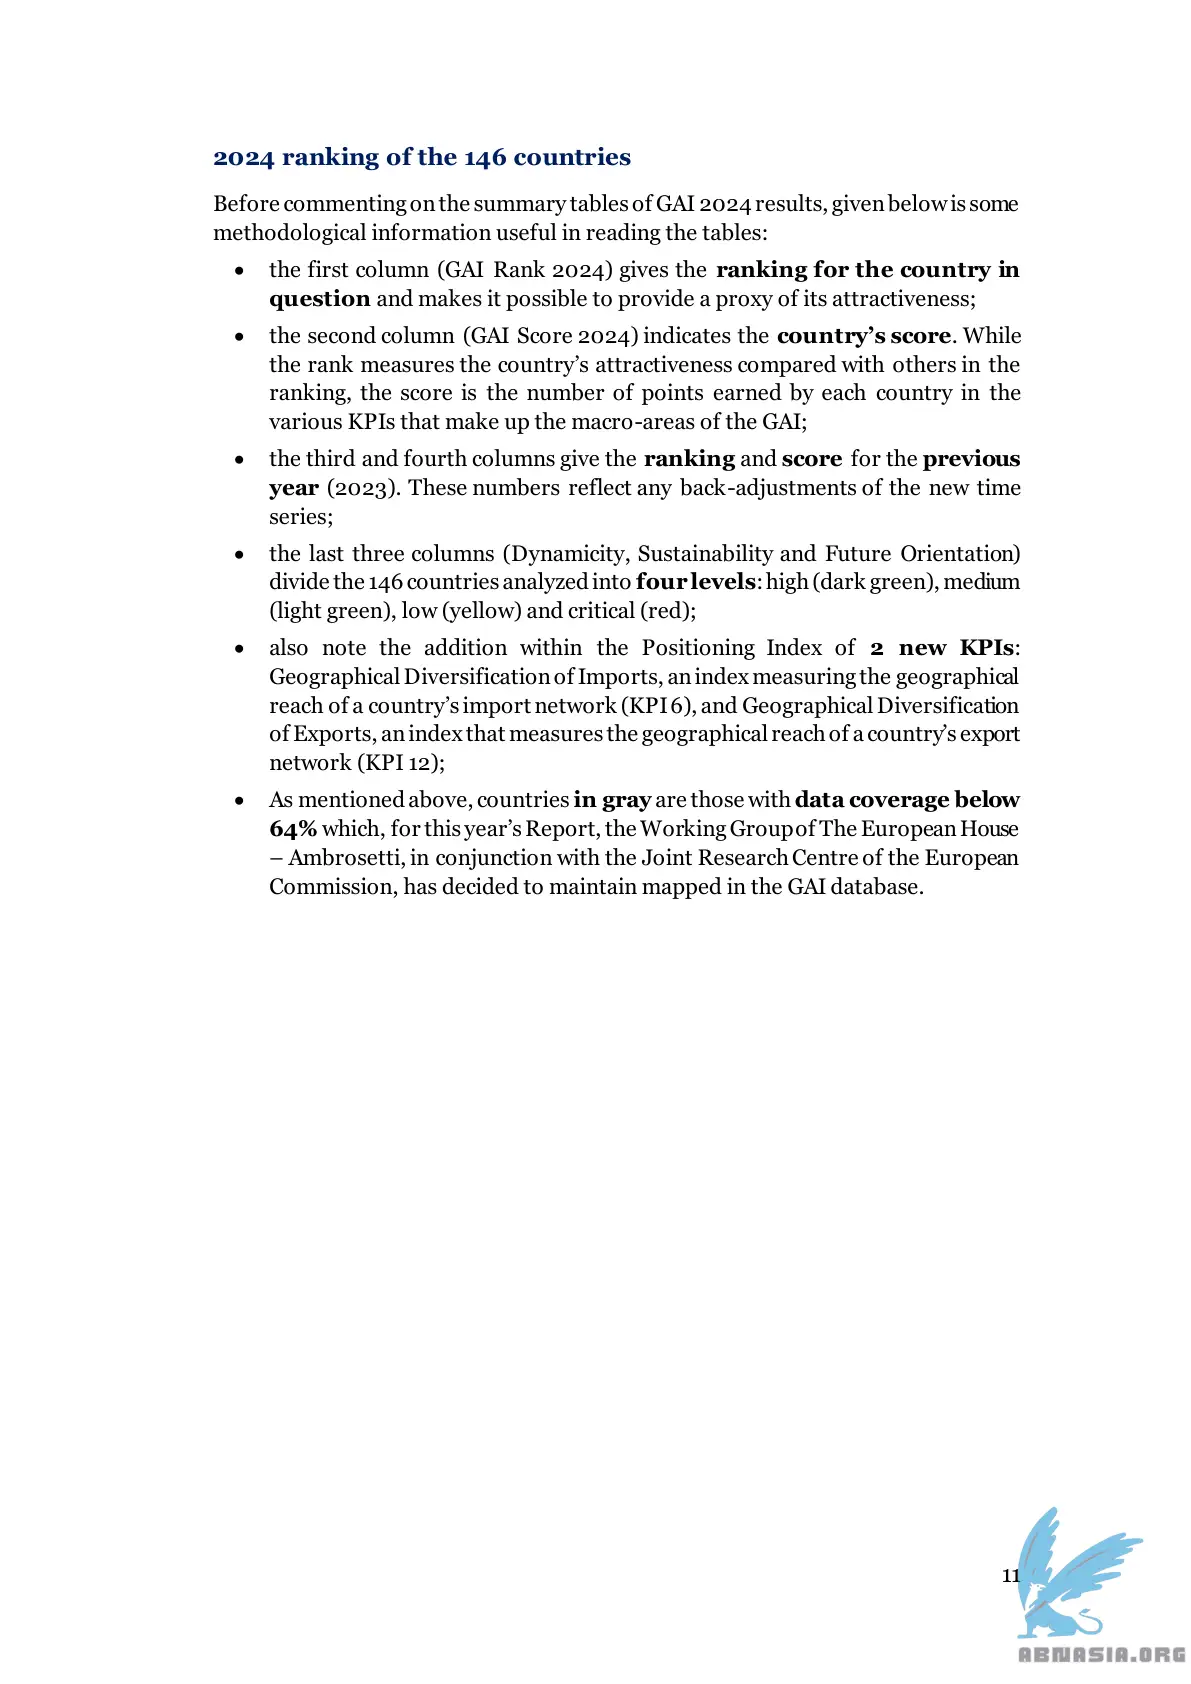 2024 ranking of the 146 countries
Before commenting on the summary tables of GAI 2024 results, given below is some
methodological information useful in reading the tables:
• the first column (GAI Rank 2024) gives the ranking for the country in
question and makes it possible to provide a proxy of its attractiveness;
• the second column (GAI Score 2024) indicates the country’s score. While
the rank measures the country’s attractiveness compared with others in the
ranking, the score is the number of points earned by each country in the
various KPIs that make up the macro-areas of the GAI;
• the third and fourth columns give the ranking and score for the previous
year (2023). These numbers reflect any back-adjustments of the new time
series;
• the last three columns (Dynamicity, Sustainability and Future Orientation)
divide the 146 countries analyzed into four levels: high (dark green), medium
(light green), low (yellow) and critical (red);
• also note the addition within the Positioning Index of 2 new KPIs:
Geographical Diversification of Imports, an index measuring the geographical
reach of a country’s import network (KPI 6), and Geographical Diversification
of Exports, an index that measures the geographical reach of a country’s export
network (KPI 12);
• As mentioned above, countries in gray are those with data coverage below
64% which, for this year’s Report, the Working Group of The European House
– Ambrosetti, in conjunction with the Joint Research Centre of the European
Commission, has decided to maintain mapped in the GAI database.
11
ABNASIA.ORG